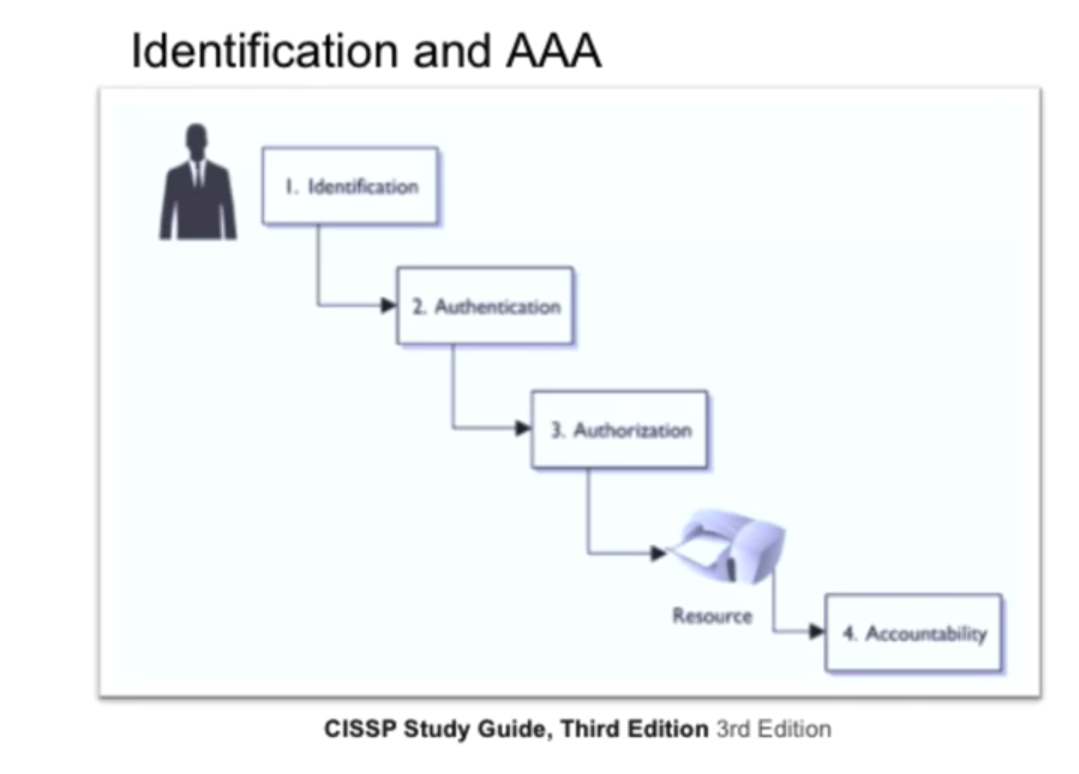 Identification and AAA
1. Identification
2. Authentication
3. Authorization
Resource
4. Accountability
CISSP Study Guide, Third Edition 3rd Edition